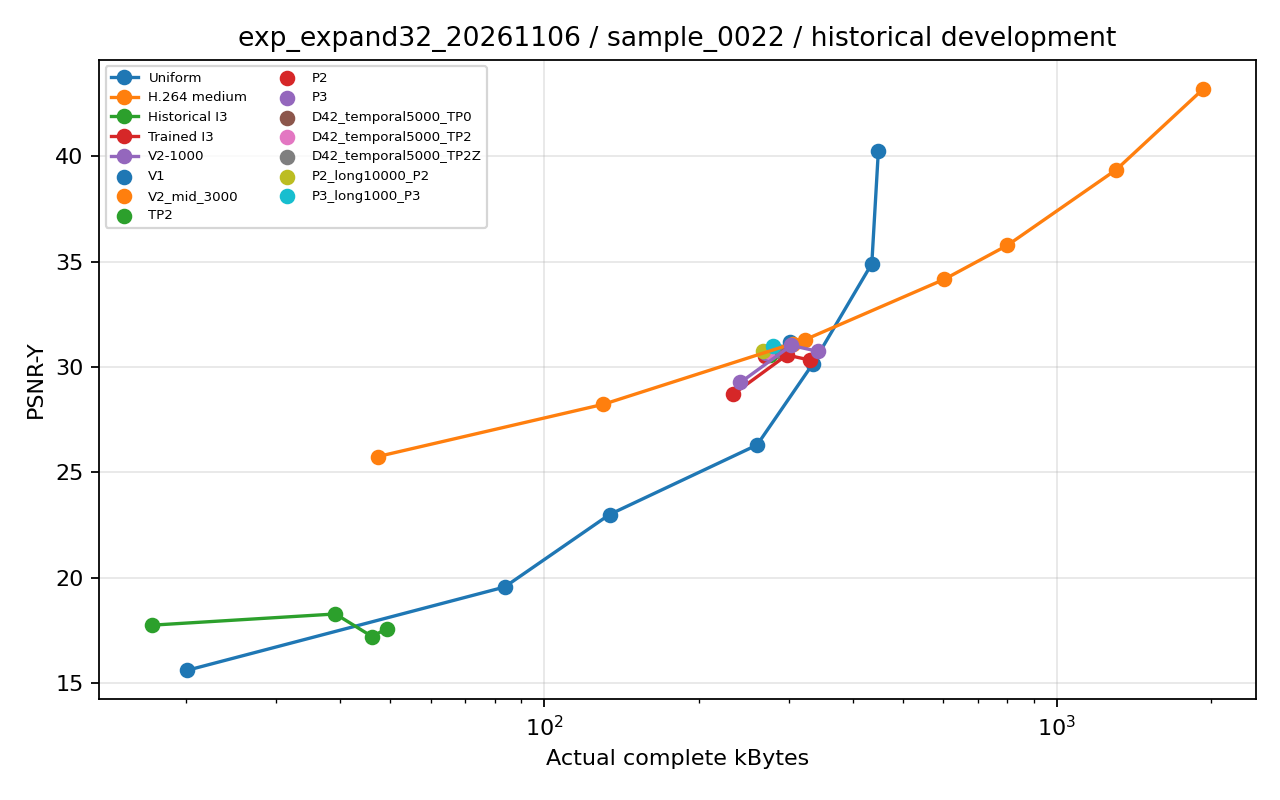 exp_expand32_20261106 / sample_0022 / historical development
Uniform
H.264 medium
Historical I3
Trained I3
V2-1000
V1
V2_mid_3000
TP2
P2
P3
D42_temporal5000_TP0
D42_temporal5000_TP2
D42_temporal5000_TP2Z
P2_long10000_P2
P3_long1000_P3
40
35
30
25
20
15
PSNR-Y
10²
10³
Actual complete kBytes